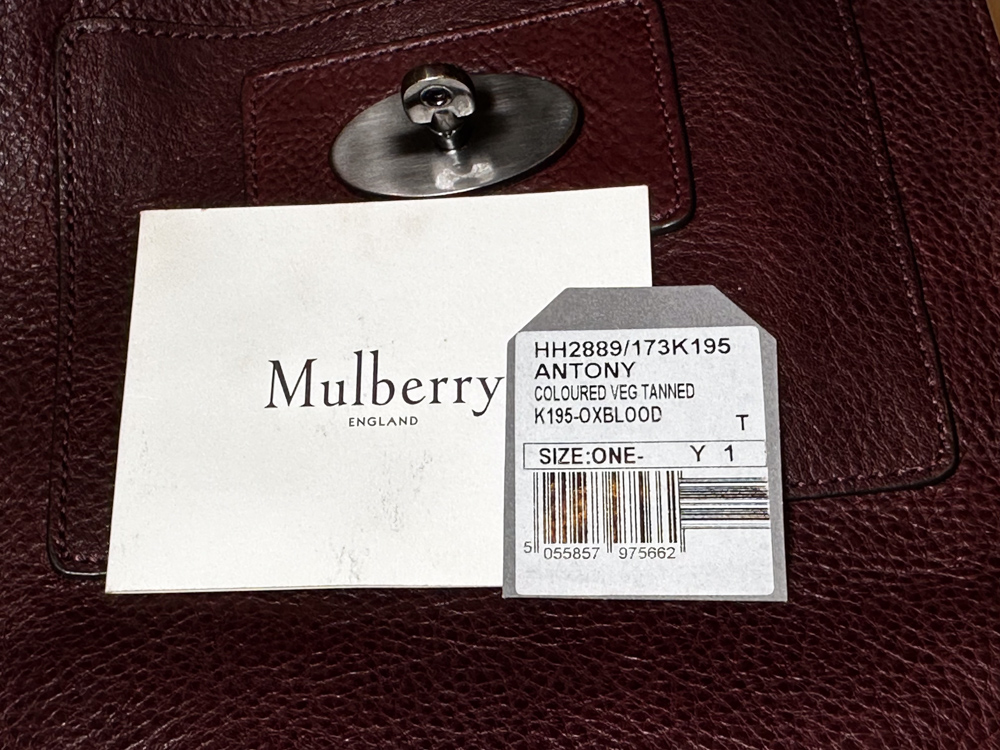 Mulberry
ENGLAND
HH2889/173K195
ANTONY
COLOURED VEG TANNED
K195-OXBLOOD
T
SIZE:ONE- Y 1
5 055857 975662